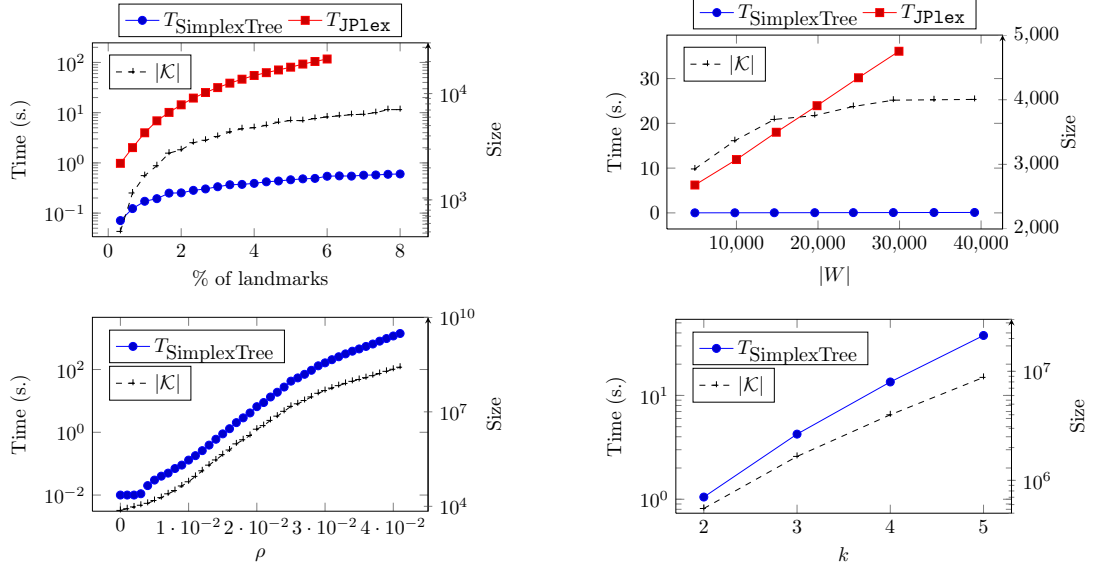 T_SimplexTree T_JPlex
|K|
10^2
10^1
10^0
10^−1
10^4
10^3
Time (s.)
Size
0 2 4 6 8
% of landmarks
T_SimplexTree T_JPlex
|K|
30
20
10
0
5,000
4,000
3,000
2,000
Time (s.)
Size
10,000 20,000 30,000 40,000
|W|
T_SimplexTree
|K|
10^2
10^0
10^−2
10^10
10^7
10^4
Time (s.)
Size
0 1 · 10^−2 2 · 10^−2 3 · 10^−2 4 · 10^−2
ρ
T_SimplexTree
|K|
10^1
10^0
10^7
10^6
Time (s.)
Size
2 3 4 5
k